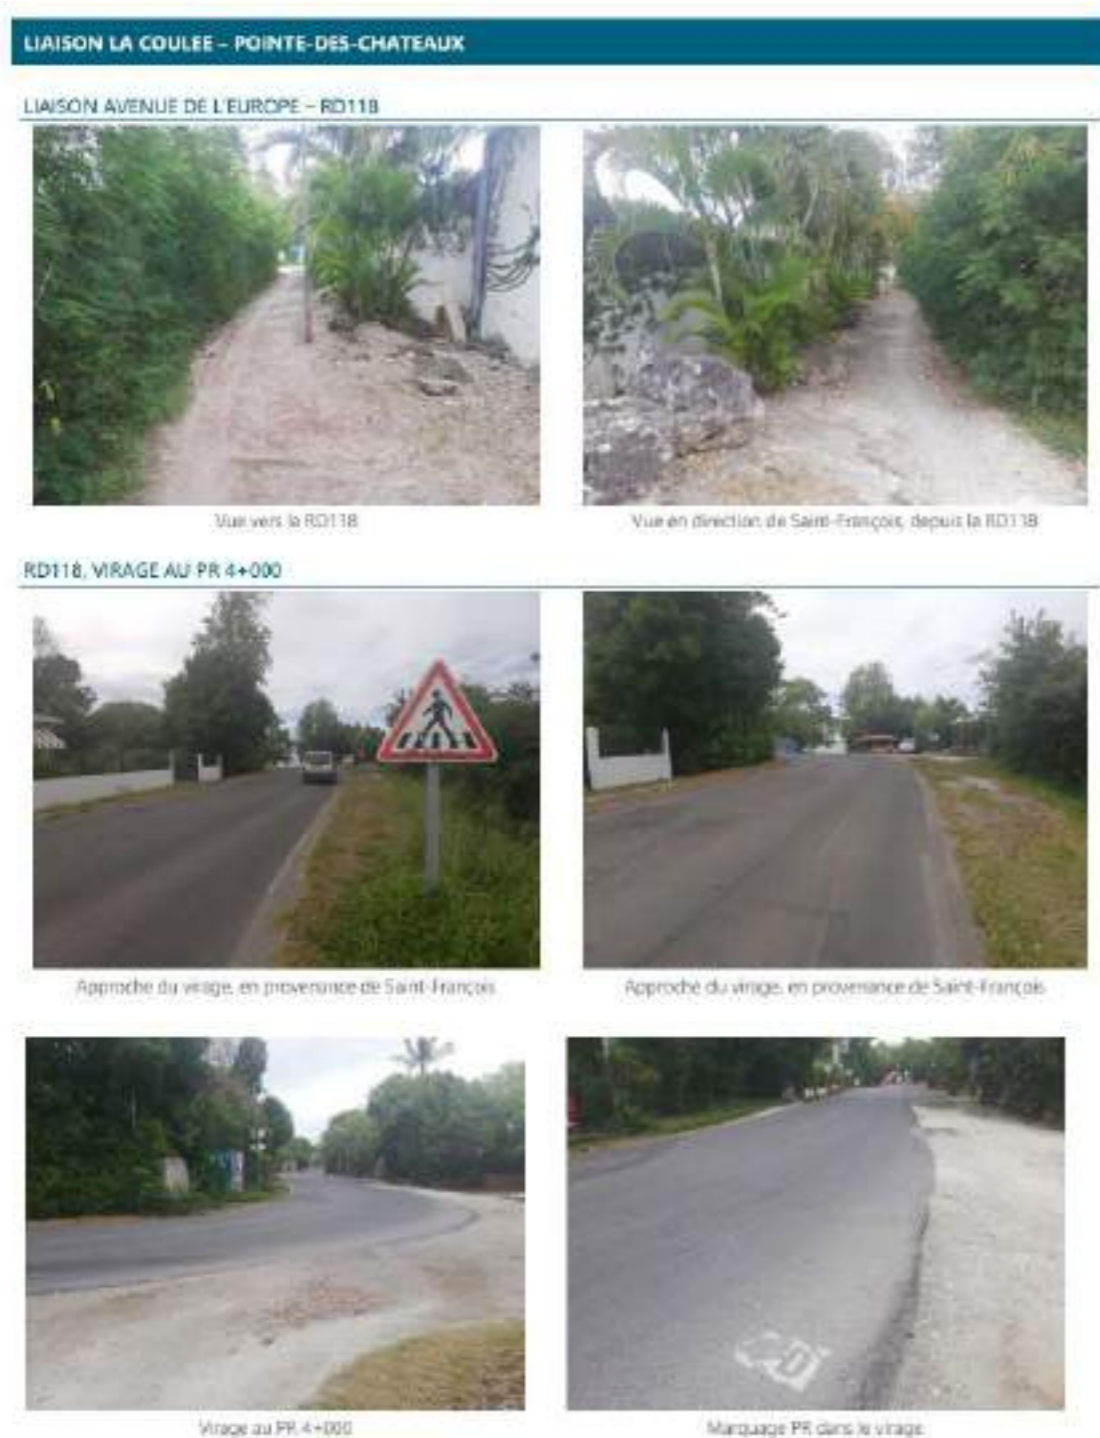 LIAISON LA COULEE – POINTE-DES-CHATEAUX
LIAISON AVENUE DE L'EUROPE – RD118
Vue vers la RD118
Vue en direction de Saint-François, depuis la RD118
RD118, VIRAGE AU PR 4+000
Approche du virage, en provenance de Saint-François
Approche du virage, en provenance de Saint-François
Virage au PR 4+000
Marquage PR dans le virage